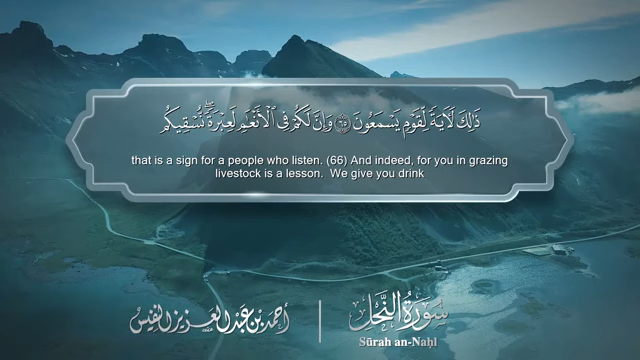 ذَٰلِكَ لَآيَةً لِّقَوْمٍ يَسْمَعُونَ ۝٦٥ وَإِنَّ لَكُمْ فِي الْأَنْعَامِ لَعِبْرَةً ۖ نُّسْقِيكُم
that is a sign for a people who listen. (66) And indeed, for you in grazing
livestock is a lesson. We give you drink
أحمد بن عبد العزيز النفيس
سورة النحل
Sūrah an-Naḥl